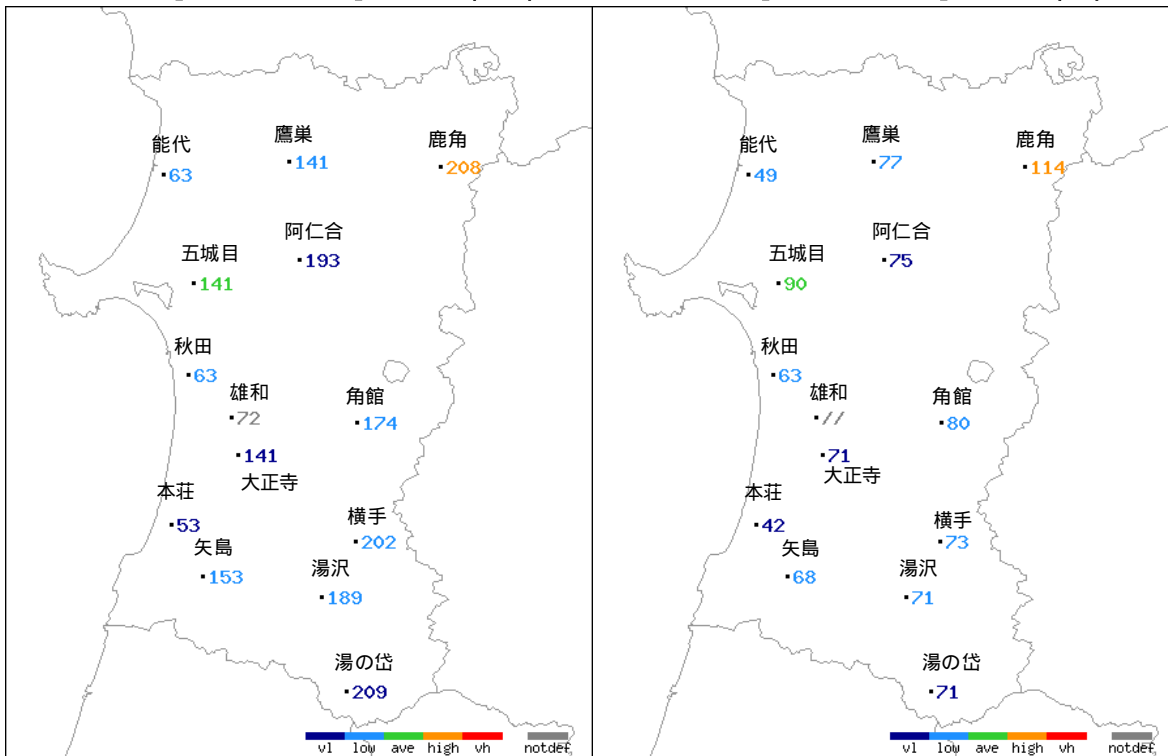 能代
63
鷹巣
141
鹿角
208
阿仁合
193
五城目
141
秋田
63
雄和
72
角館
174
141
大正寺
本荘
53
横手
202
矢島
153
湯沢
189
湯の岱
209
vl low ave high vh notdef
能代
49
鷹巣
77
鹿角
114
阿仁合
75
五城目
90
秋田
63
雄和
//
角館
80
71
大正寺
本荘
42
横手
73
矢島
68
湯沢
71
湯の岱
71
vl low ave high vh notdef